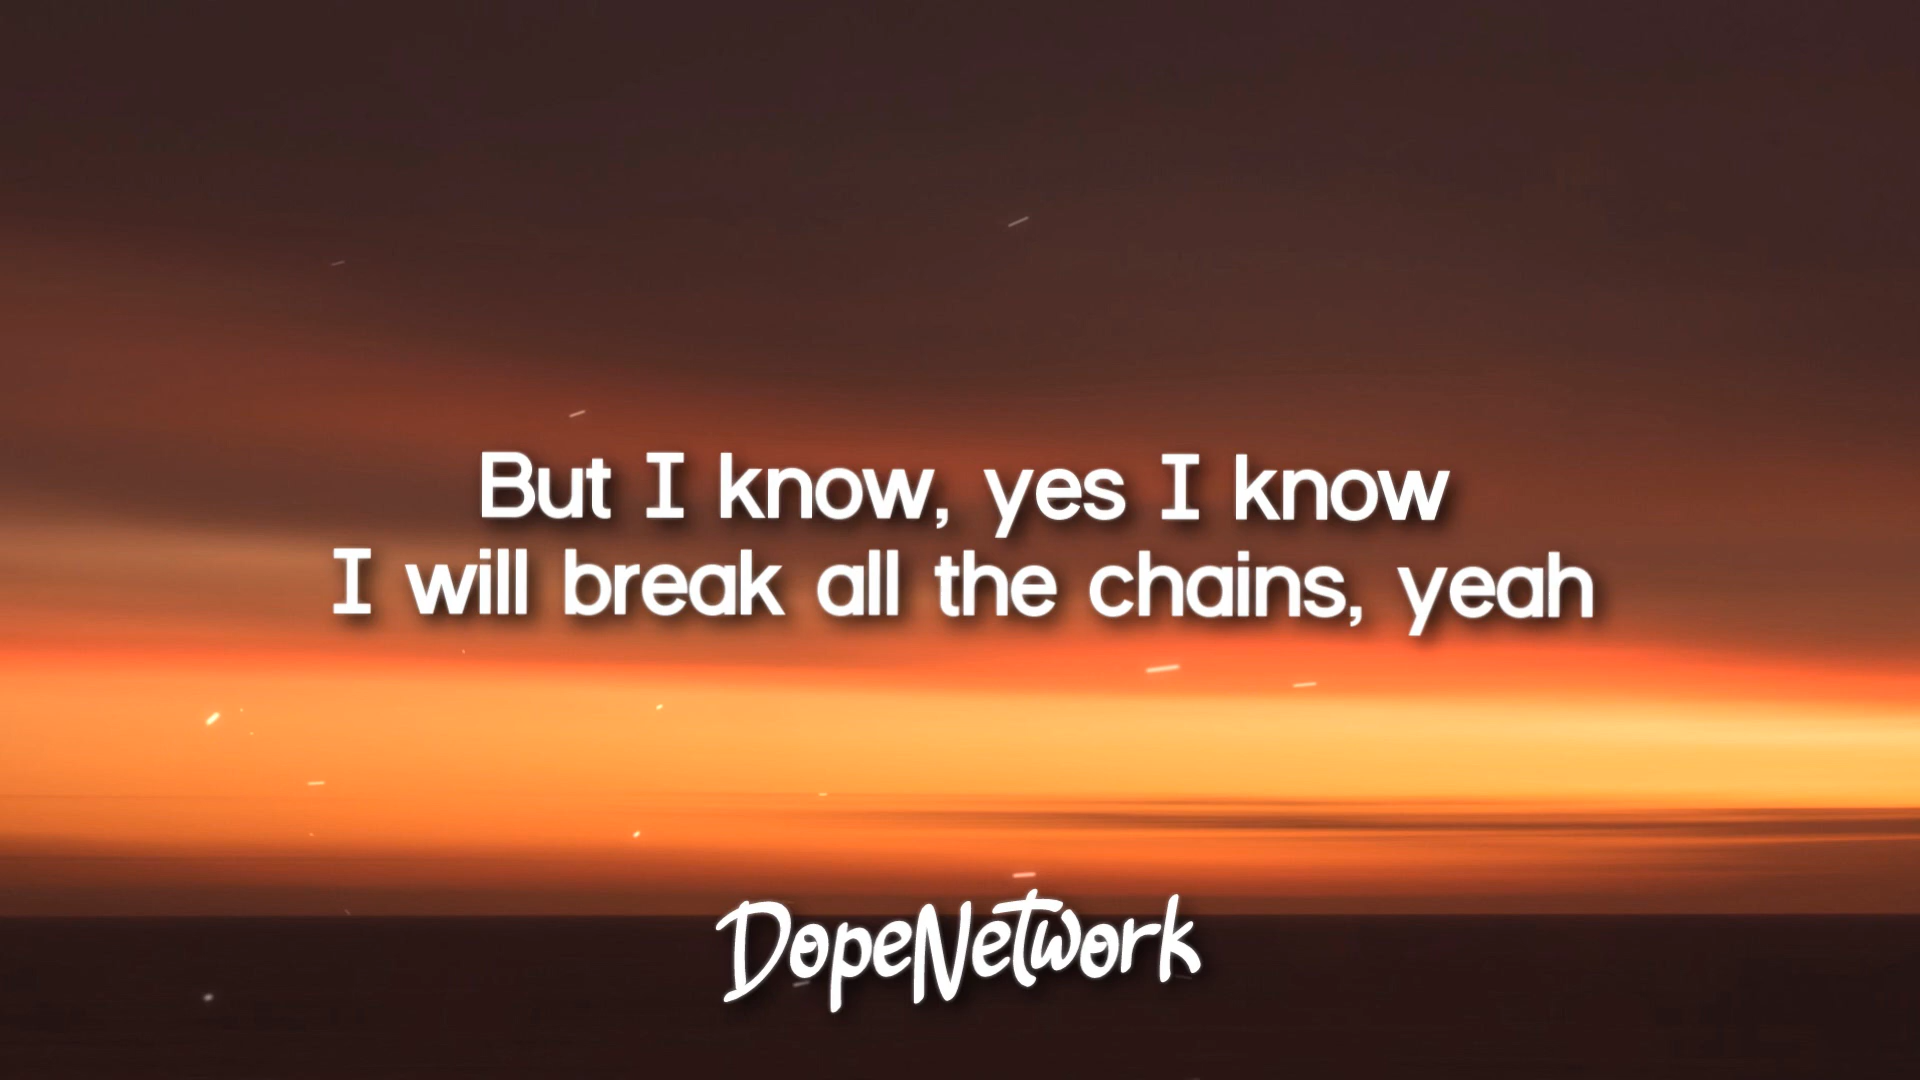 But I know, yes I know
I will break all the chains, yeah
DopeNetwork